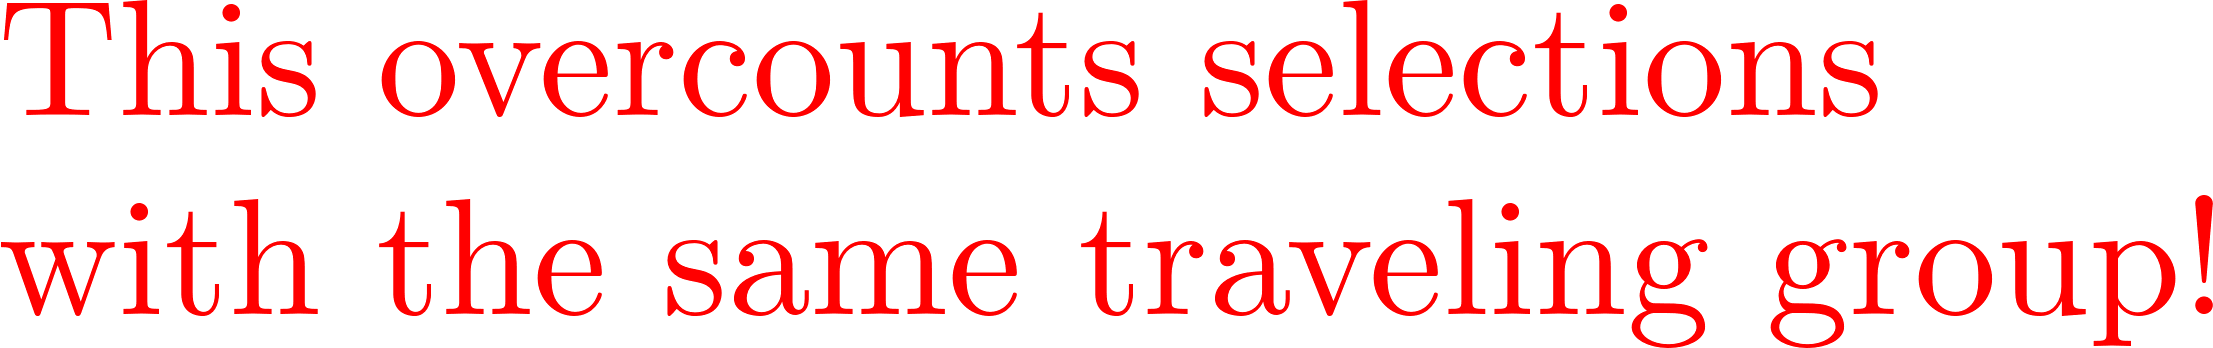 This overcounts selections
with the same traveling group!